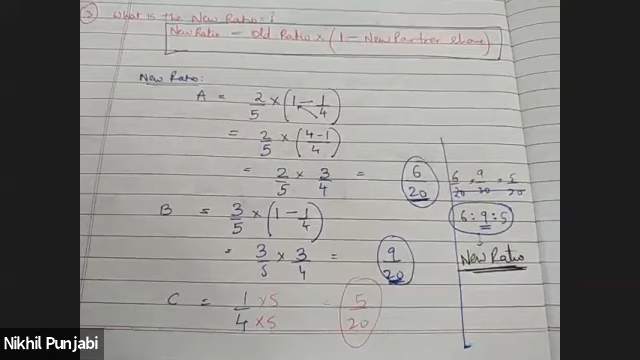 ③ What is the New Ratio?
New Ratio = Old Ratio × (1 - New Partner share)
New Ratio:
A = 2/5 × (1 - 1/4)
= 2/5 × (4-1/4)
= 2/5 × 3/4 = 6/20
B = 3/5 × (1 - 1/4)
= 3/5 × 3/4 = 9/20
C = 1/4 ×5/×5 = 5/20
6/20, 9/20, 5/20
6 : 9 : 5
New Ratio
Nikhil Punjabi